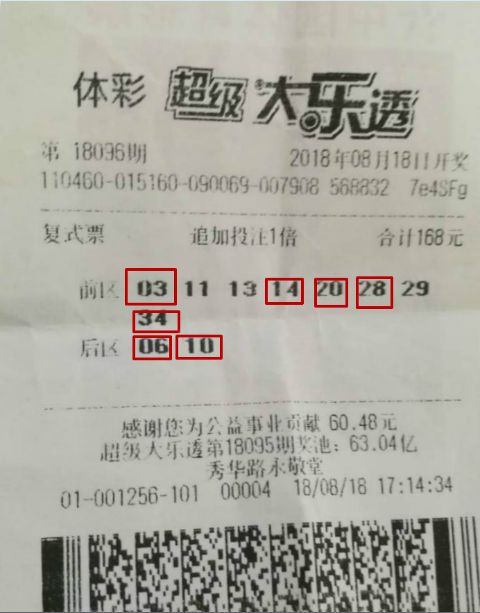 体彩 超级大乐透
第 18096期 2018年08月18日开奖
110460-015160-090069-007908 568832 7e4SFg
复式票 追加投注1倍 合计168元
前区 03 11 13 14 20 28 29
34
后区 06 10
感谢您为公益事业贡献 60.48元
超级大乐透第18095期奖池：63.04亿
秀华路永敬堂
01-001256-101 00004 18/08/18 17:14:34